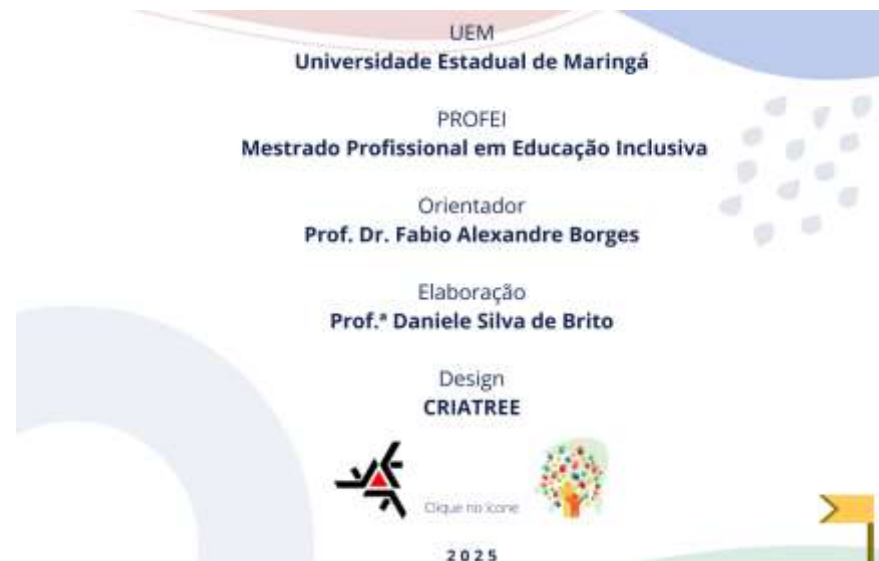 UEM
Universidade Estadual de Maringá
PROFEI
Mestrado Profissional em Educação Inclusiva
Orientador
Prof. Dr. Fabio Alexandre Borges
Elaboração
Prof.ª Daniele Silva de Brito
Design
CRIATREE
Clique no ícone
2025